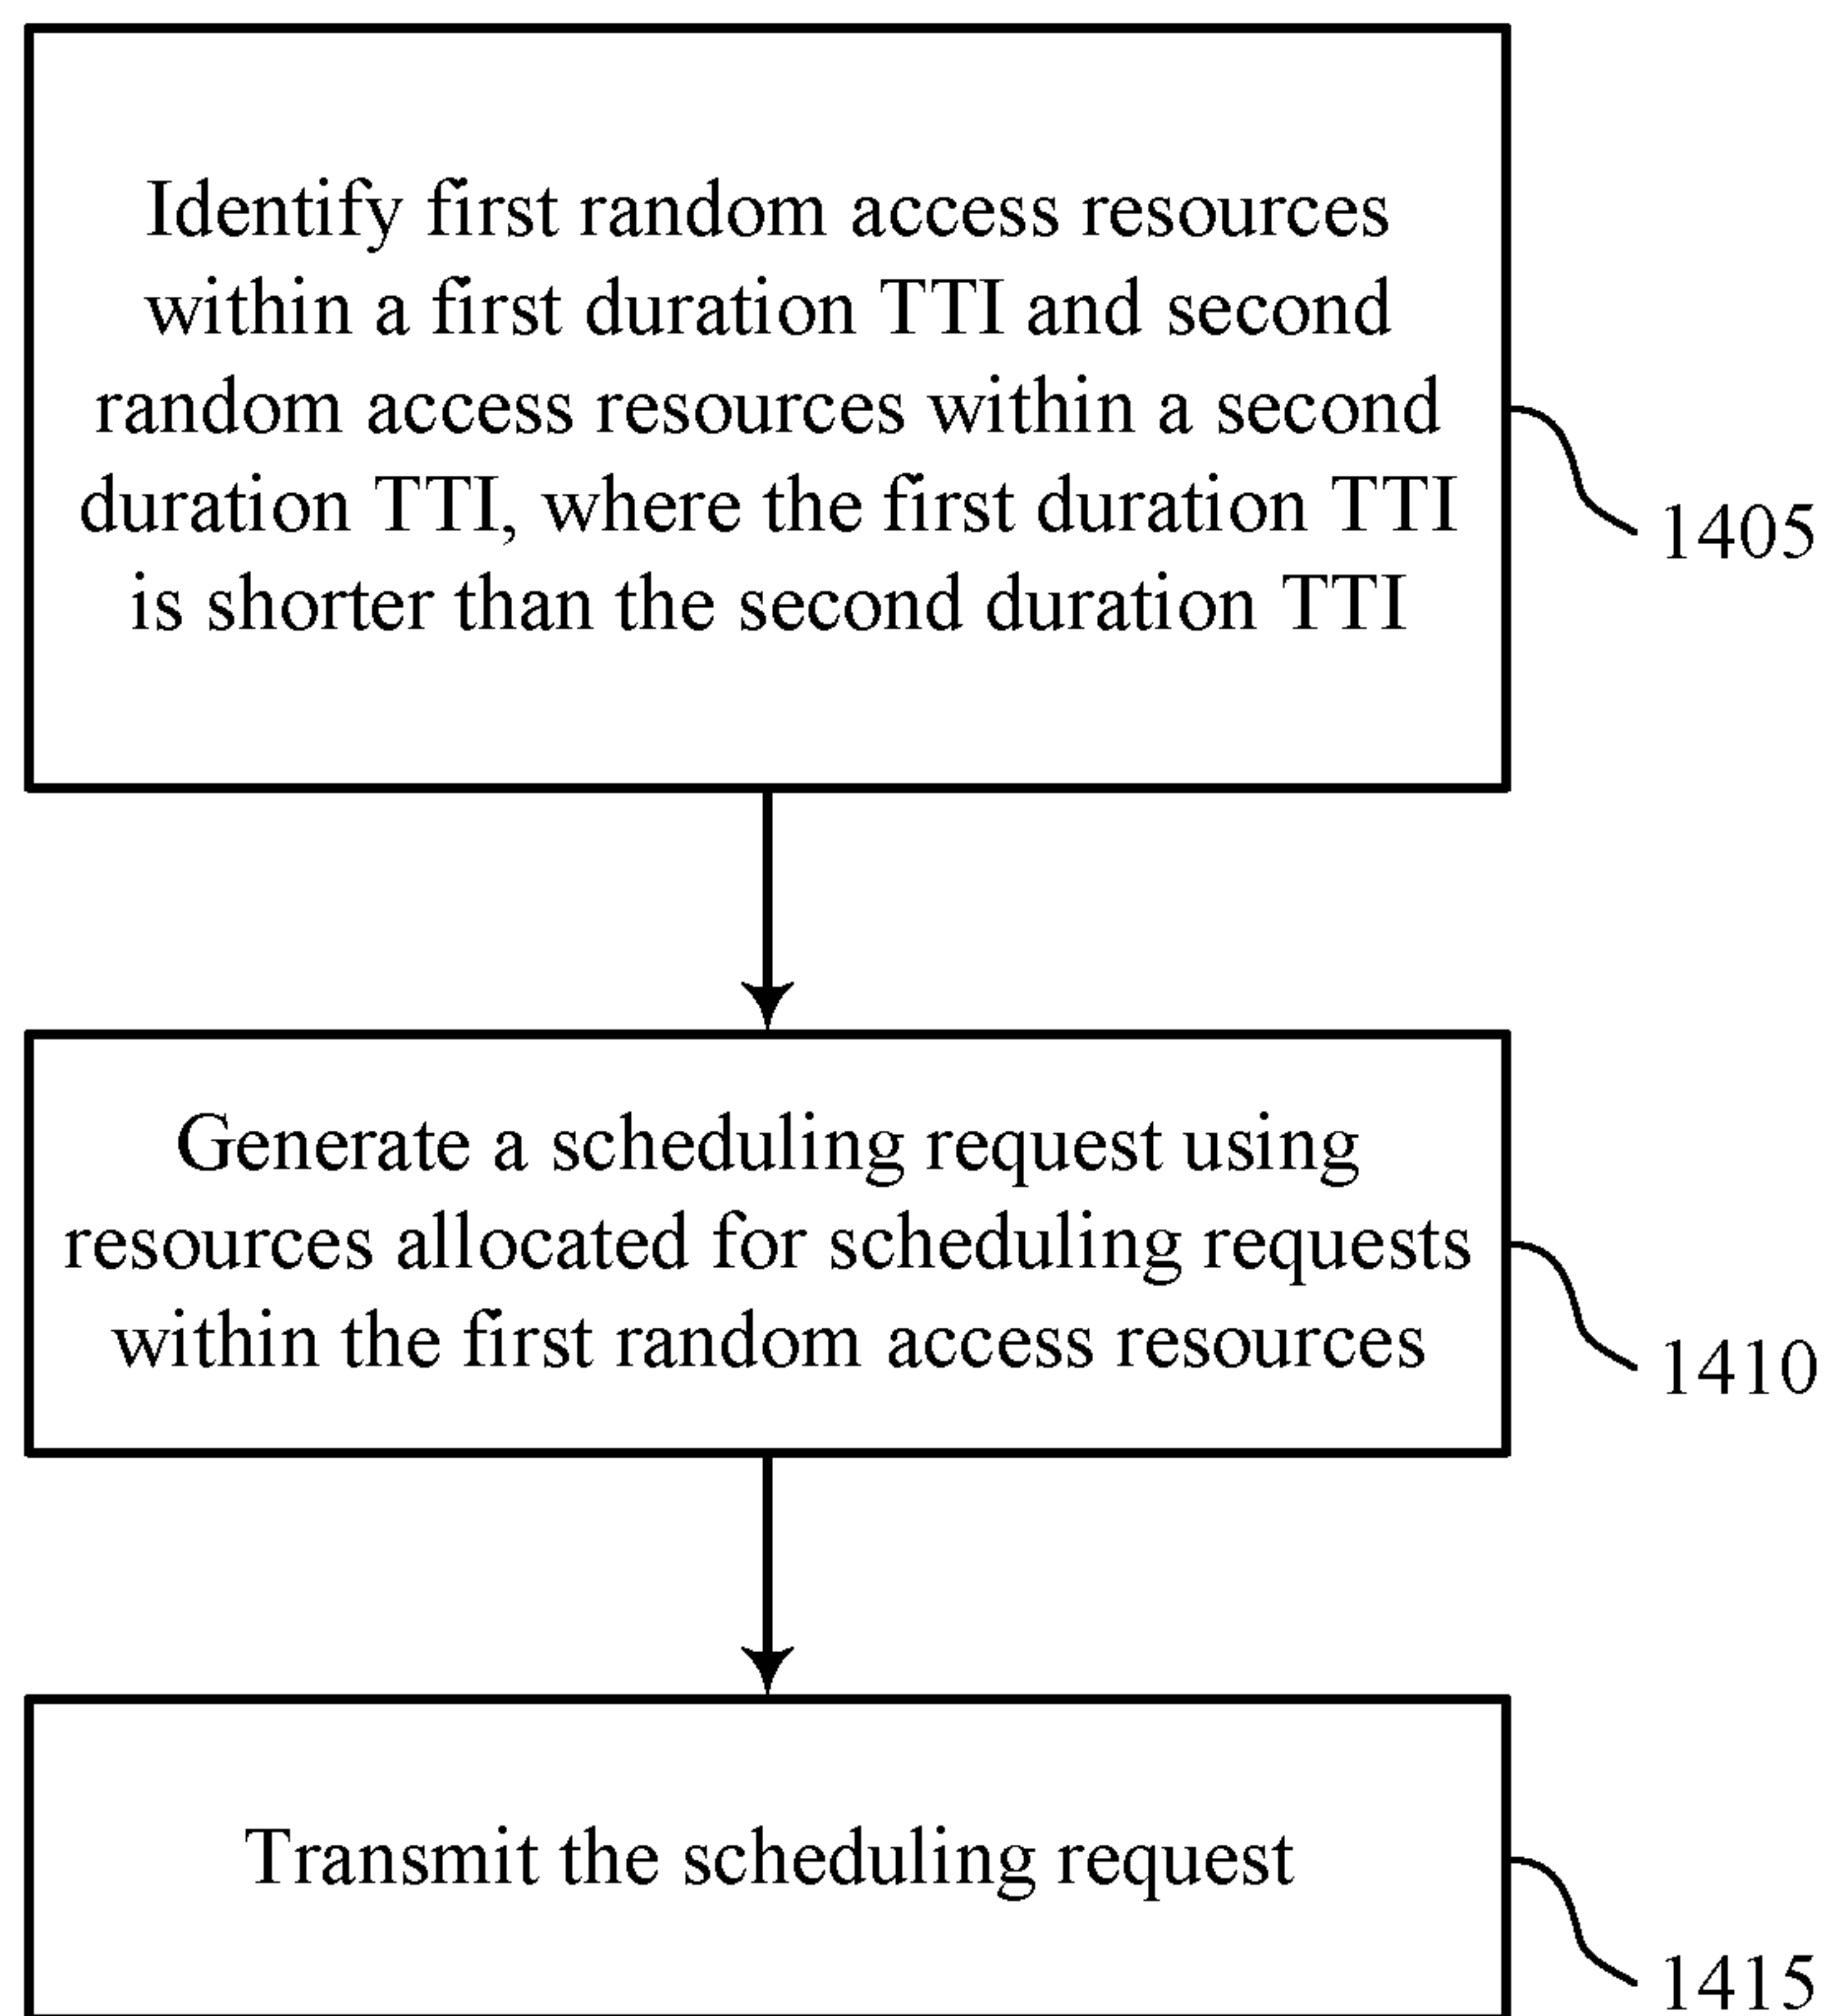 Identify first random access resources
within a first duration TTI and second
random access resources within a second
duration TTI, where the first duration TTI
is shorter than the second duration TTI
1405
Generate a scheduling request using
resources allocated for scheduling requests
within the first random access resources
1410
Transmit the scheduling request
1415